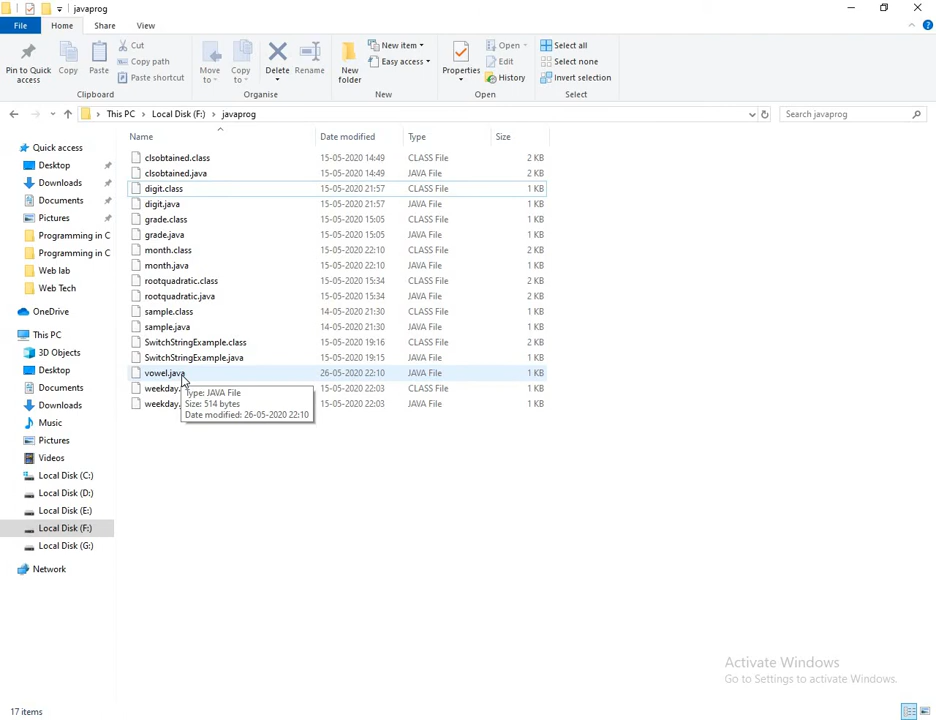 javaprog
File Home Share View
Pin to Quick access
Copy
Paste
Cut
Copy path
Paste shortcut
Clipboard
Move to
Copy to
Delete
Rename
Organise
New folder
New item
Easy access
New
Properties
Open
Edit
History
Open
Select all
Select none
Invert selection
Select
This PC > Local Disk (F:) > javaprog
Search javaprog
Name Date modified Type Size
Quick access
Desktop
Downloads
Documents
Pictures
Programming in C
Programming in C
Web lab
Web Tech
OneDrive
This PC
3D Objects
Desktop
Documents
Downloads
Music
Pictures
Videos
Local Disk (C:)
Local Disk (D:)
Local Disk (E:)
Local Disk (F:)
Local Disk (G:)
Network
clsobtained.class 15-05-2020 14:49 CLASS File 2 KB
clsobtained.java 15-05-2020 14:49 JAVA File 2 KB
digit.class 15-05-2020 21:57 CLASS File 1 KB
digit.java 15-05-2020 21:57 JAVA File 1 KB
grade.class 15-05-2020 15:05 CLASS File 1 KB
grade.java 15-05-2020 15:05 JAVA File 1 KB
month.class 15-05-2020 22:10 CLASS File 2 KB
month.java 15-05-2020 22:10 JAVA File 1 KB
rootquadratic.class 15-05-2020 15:34 CLASS File 2 KB
rootquadratic.java 15-05-2020 15:34 JAVA File 2 KB
sample.class 14-05-2020 21:30 CLASS File 2 KB
sample.java 14-05-2020 21:30 JAVA File 1 KB
SwitchStringExample.class 15-05-2020 19:16 CLASS File 2 KB
SwitchStringExample.java 15-05-2020 19:15 JAVA File 1 KB
vowel.java 26-05-2020 22:10 JAVA File 1 KB
weekday. 15-05-2020 22:03 CLASS File 1 KB
weekday. 15-05-2020 22:03 JAVA File 1 KB
Type: JAVA File
Size: 514 bytes
Date modified: 26-05-2020 22:10
Activate Windows
Go to Settings to activate Windows.
17 items